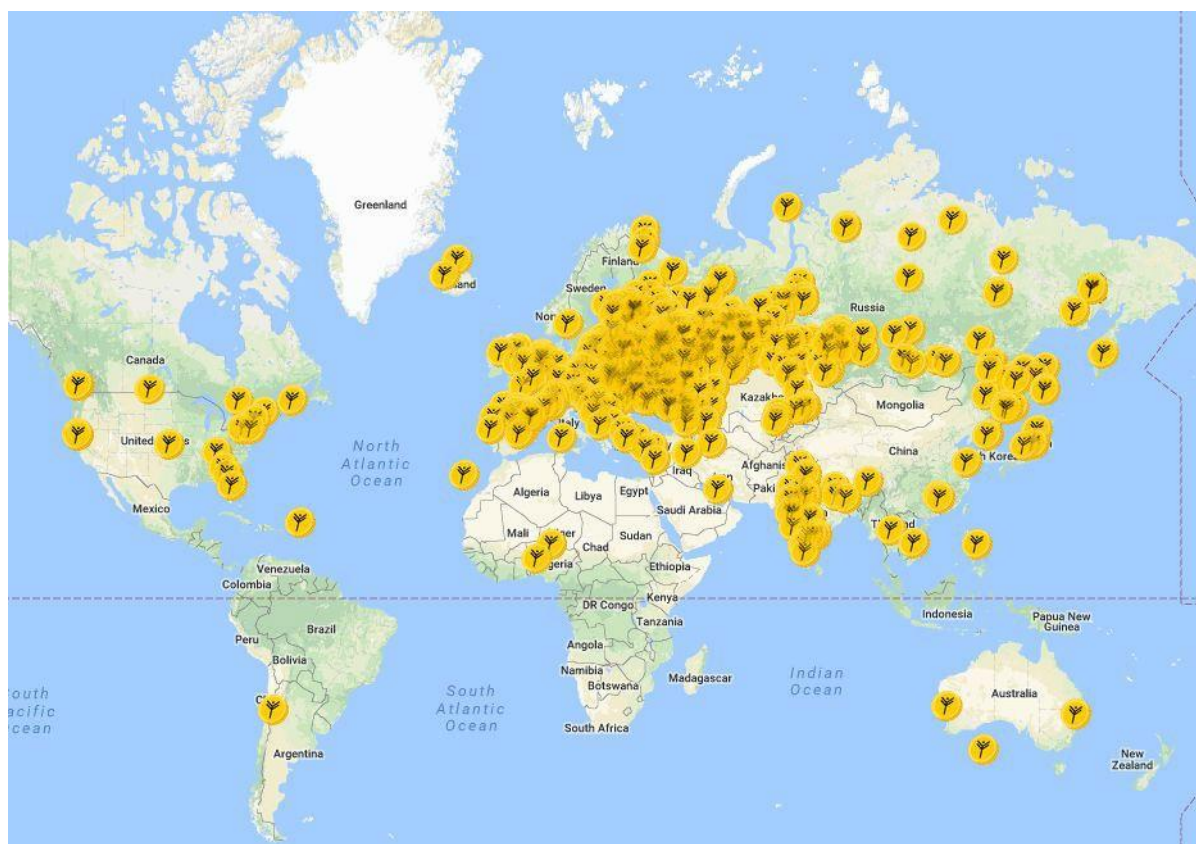 Greenland
Finland
Sweden
Russia
Canada
North
Atlantic
Ocean
Italy
Mongolia
China
Iraq
Algeria
Libya
Egypt
Saudi Arabia
Mexico
Mali
Chad
Sudan
Ethiopia
Venezuela
Colombia
DR Congo
Kenya
Tanzania
Indonesia
Papua New
Guinea
Brazil
Peru
Bolivia
Angola
Namibia
Botswana
Madagascar
Indian
Ocean
South
Atlantic
Ocean
Australia
South Africa
Argentina
New
Zealand